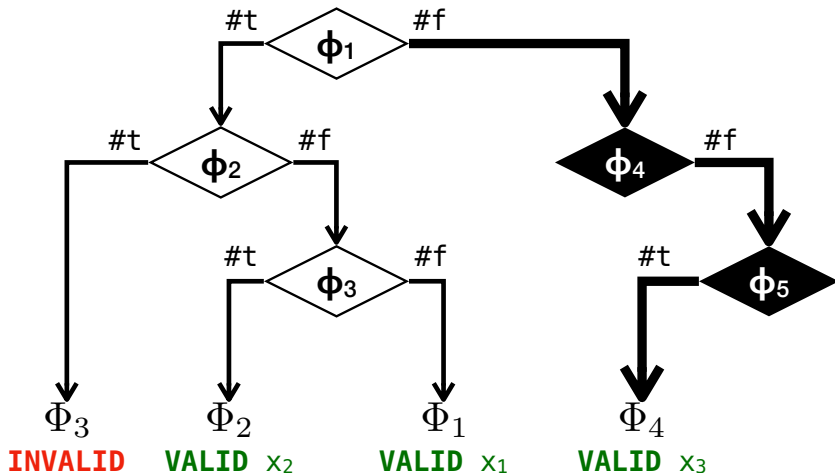 #t #f
ϕ1
#t #f #f
ϕ2 ϕ4
#t #f #t
ϕ3 ϕ5
Φ3 Φ2 Φ1 Φ4
INVALID VALID x2 VALID x1 VALID x3